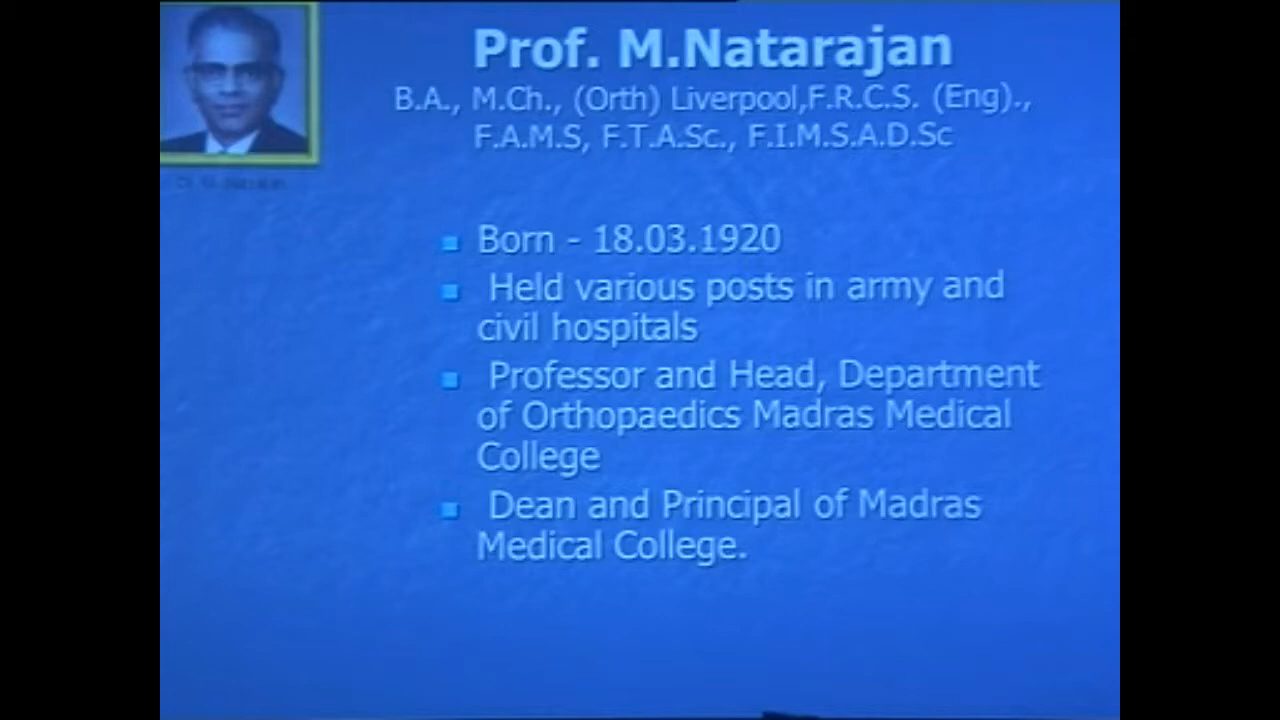 Prof. M.Natarajan
B.A., M.Ch., (Orth) Liverpool,F.R.C.S. (Eng).,
F.A.M.S, F.T.A.Sc., F.I.M.S.A.D.Sc
Born - 18.03.1920
Held various posts in army and
civil hospitals
Professor and Head, Department
of Orthopaedics Madras Medical
College
Dean and Principal of Madras
Medical College.